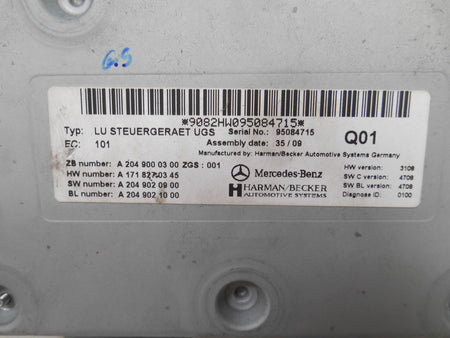 6.5
*9082HW095084715*
Typ: LU STEUERGERAET UGS Serial No.: 95084715
EC: 101 Assembly date: 35 / 09 Q01
Manufactured by: Harman/Becker Automotive Systems Germany
ZB number: A 204 900 03 00 ZGS : 001
HW number: A 171 827 03 45 HW version: 3108
SW number: A 204 902 09 00 Mercedes-Benz SW C version: 4708
BL number: A 204 902 10 00 HARMAN/BECKER SW BL version: 4708
AUTOMOTIVE SYSTEMS Diagnose ID: 0100